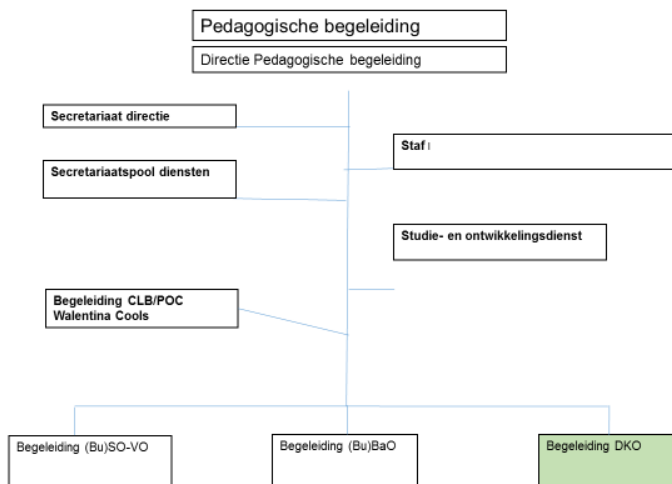 Pedagogische begeleiding
Directie Pedagogische begeleiding
Secretariaat directie
Staf
Secretariaatspool diensten
Studie- en ontwikkelingsdienst
Begeleiding CLB/POC
Walentina Cools
Begeleiding (Bu)SO-VO
Begeleiding (Bu)BaO
Begeleiding DKO